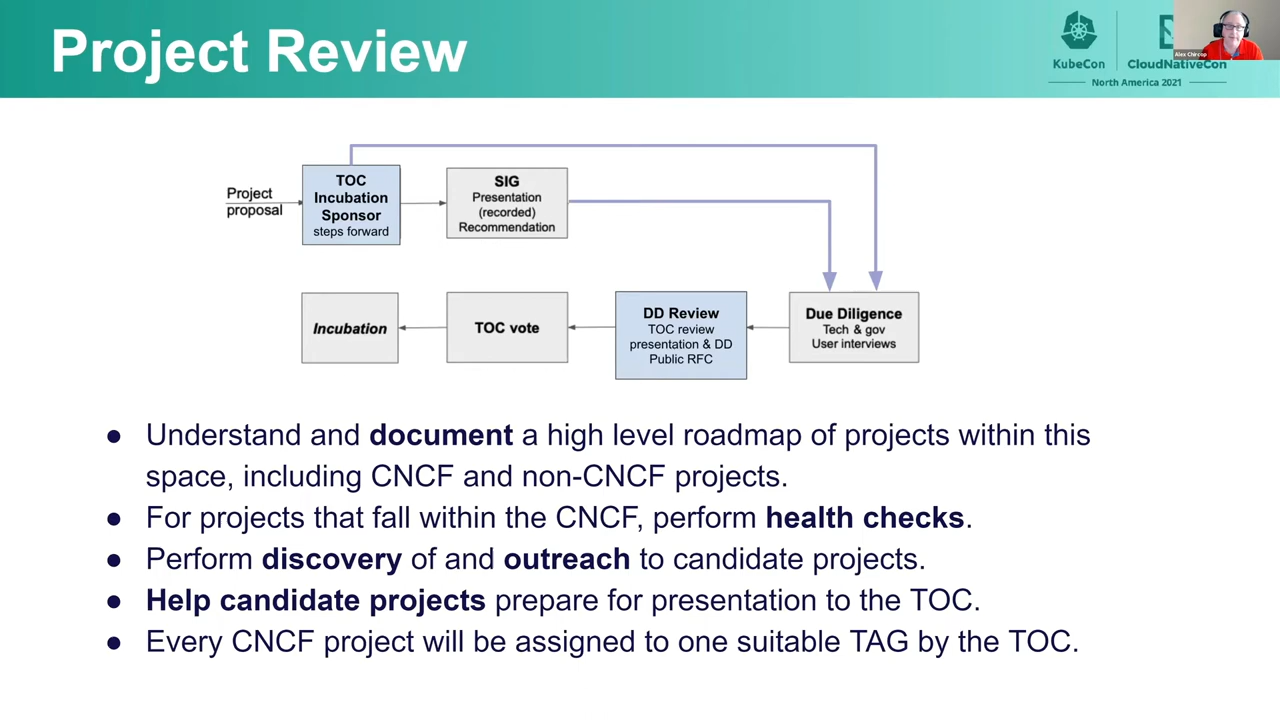 Project Review
KubeCon
CloudNativeCon
North America 2021
Alex Chircop
Project
proposal
TOC
Incubation
Sponsor
steps forward
SIG
Presentation
(recorded)
Recommendation
Incubation
TOC vote
DD Review
TOC review
presentation & DD
Public RFC
Due Diligence
Tech & gov
User interviews
● Understand and document a high level roadmap of projects within this
space, including CNCF and non-CNCF projects.
● For projects that fall within the CNCF, perform health checks.
● Perform discovery of and outreach to candidate projects.
● Help candidate projects prepare for presentation to the TOC.
● Every CNCF project will be assigned to one suitable TAG by the TOC.